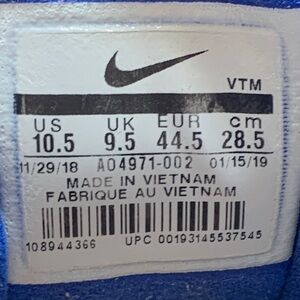 VTM
US UK EUR cm
10.5 9.5 44.5 28.5
11/29/18 AO4971-002 01/15/19
MADE IN VIETNAM
FABRIQUE AU VIETNAM
108944366 UPC 00193145537545